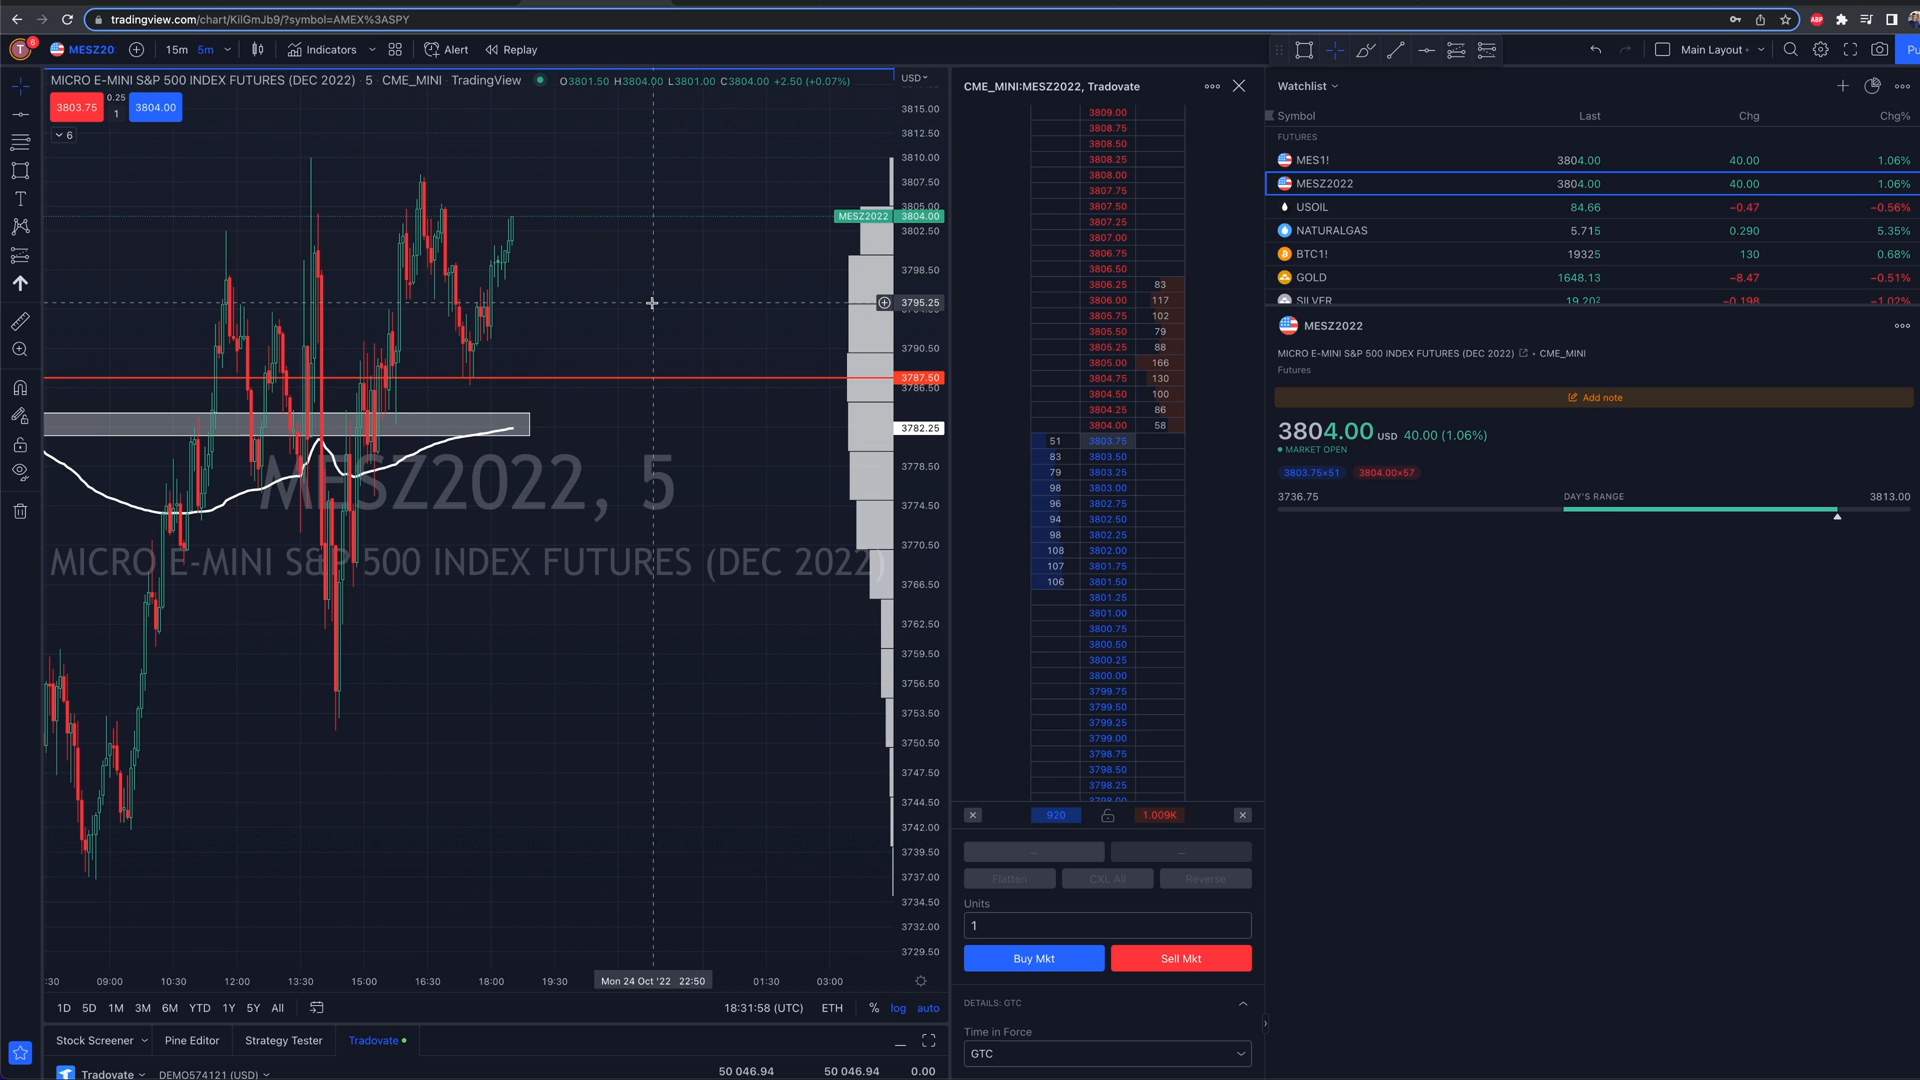 tradingview.com/chart/KilGmJb9/?symbol=AMEX%3ASPY
ABP
T 6 MESZ20 15m 5m Indicators Alert Replay Main Layout Pu
MICRO E-MINI S&P 500 INDEX FUTURES (DEC 2022) · 5 · CME_MINI · TradingView O3801.50 H3804.00 L3801.00 C3804.00 +2.50 (+0.07%)
3803.75 0.25 1 3804.00
6
USD
3815.00
3812.50
3810.00
3807.50
3805.00
MESZ2022 3804.00
3802.50
3798.50
3795.25
3790.50
3787.50
3786.50
3782.25
3778.50
3774.50
3770.50
3766.50
3762.50
3759.50
3756.50
3753.50
3750.50
3747.50
3744.50
3742.00
3739.50
3737.00
3734.50
3732.00
3729.50
MESZ2022, 5
MICRO E-MINI S&P 500 INDEX FUTURES (DEC 2022)
:30 09:00 10:30 12:00 13:30 15:00 16:30 18:00 19:30 Mon 24 Oct '22 22:50 01:30 03:00
1D 5D 1M 3M 6M YTD 1Y 5Y All 18:31:58 (UTC) ETH % log auto
Stock Screener Pine Editor Strategy Tester Tradovate
Tradovate DEMO574121 (USD) 50 046.94 50 046.94 0.00
CME_MINI:MESZ2022, Tradovate
3809.00
3808.75
3808.50
3808.25
3808.00
3807.75
3807.50
3807.25
3807.00
3806.75
3806.50
3806.25 83
3806.00 117
3805.75 102
3805.50 79
3805.25 88
3805.00 166
3804.75 130
3804.50 100
3804.25 86
3804.00 58
51 3803.75
83 3803.50
79 3803.25
98 3803.00
96 3802.75
94 3802.50
98 3802.25
108 3802.00
107 3801.75
106 3801.50
3801.25
3801.00
3800.75
3800.50
3800.25
3800.00
3799.75
3799.50
3799.25
3799.00
3798.75
3798.50
3798.25
3798.00
920 1.009K
— —
Flatten CXL All Reverse
Units
1
Buy Mkt Sell Mkt
DETAILS: GTC
Time in Force
GTC
Watchlist
Symbol Last Chg Chg%
FUTURES
MES1! 3804.00 40.00 1.06%
MESZ2022 3804.00 40.00 1.06%
USOIL 84.66 −0.47 −0.56%
NATURALGAS 5.715 0.290 5.35%
BTC1! 19325 130 0.68%
GOLD 1648.13 −8.47 −0.51%
SILVER 19.202 −0.198 −1.02%
MESZ2022
MICRO E-MINI S&P 500 INDEX FUTURES (DEC 2022) · CME_MINI
Futures
Add note
3804.00 USD 40.00 (1.06%)
MARKET OPEN
3803.75×51 3804.00×57
3736.75 DAY'S RANGE 3813.00